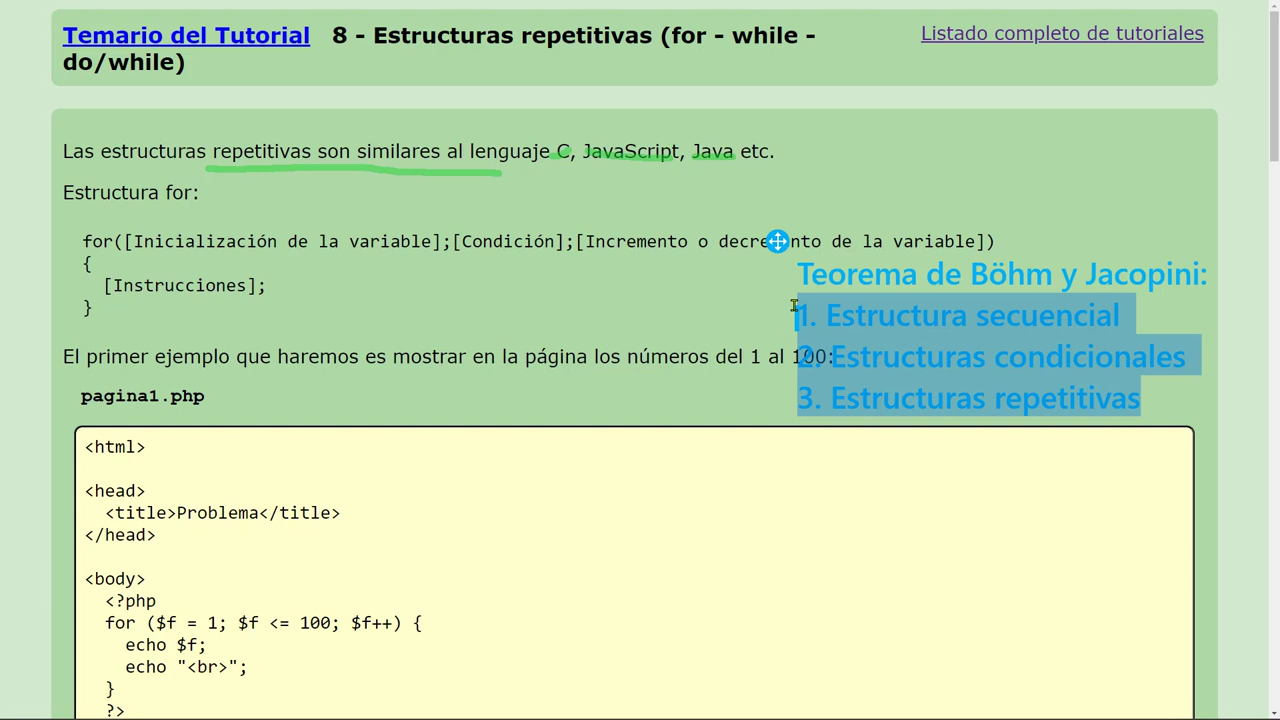 Temario del Tutorial 8 - Estructuras repetitivas (for - while -
do/while)
Listado completo de tutoriales
Las estructuras repetitivas son similares al lenguaje C, JavaScript, Java etc.
Estructura for:
for([Inicialización de la variable];[Condición];[Incremento o decremento de la variable])
{
[Instrucciones];
}
Teorema de Böhm y Jacopini:
1. Estructura secuencial
2. Estructuras condicionales
3. Estructuras repetitivas
El primer ejemplo que haremos es mostrar en la página los números del 1 al 100:
pagina1.php
<html>
<head>
<title>Problema</title>
</head>
<body>
<?php
for ($f = 1; $f <= 100; $f++) {
echo $f;
echo "<br>";
}
?>